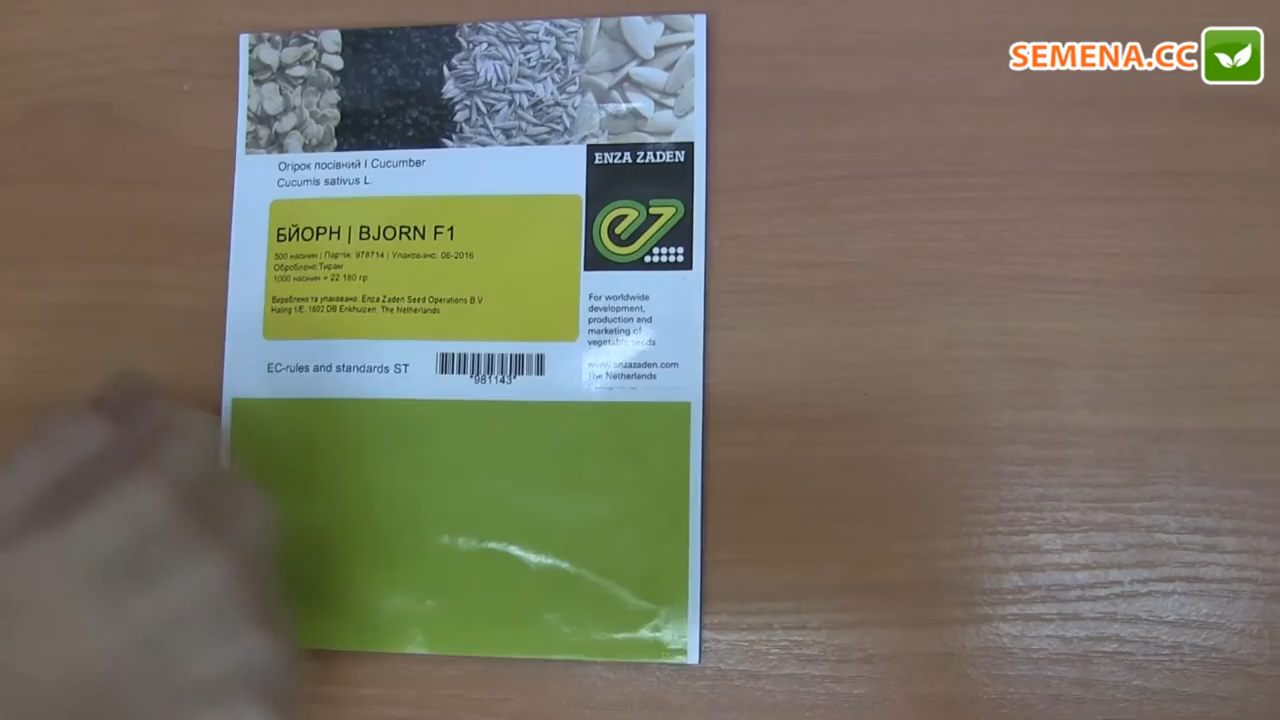 SEMENA.CC
Огірок посівний | Cucumber
Cucumis sativus L.
ENZA ZADEN
БЙОРН | BJORN F1
500 насінин | Партія: 978714 | Упаковано: 06-2016
Оброблено:Тирам
1000 насінин = 22.180 гр
Вироблено та упаковано: Enza Zaden Seed Operations B.V
Haling 1/E, 1602 DB Enkhuizen, The Netherlands
For worldwide
development,
production and
marketing of
vegetable seeds
www.enzazaden.com
The Netherlands
EC-rules and standards ST
*981143*